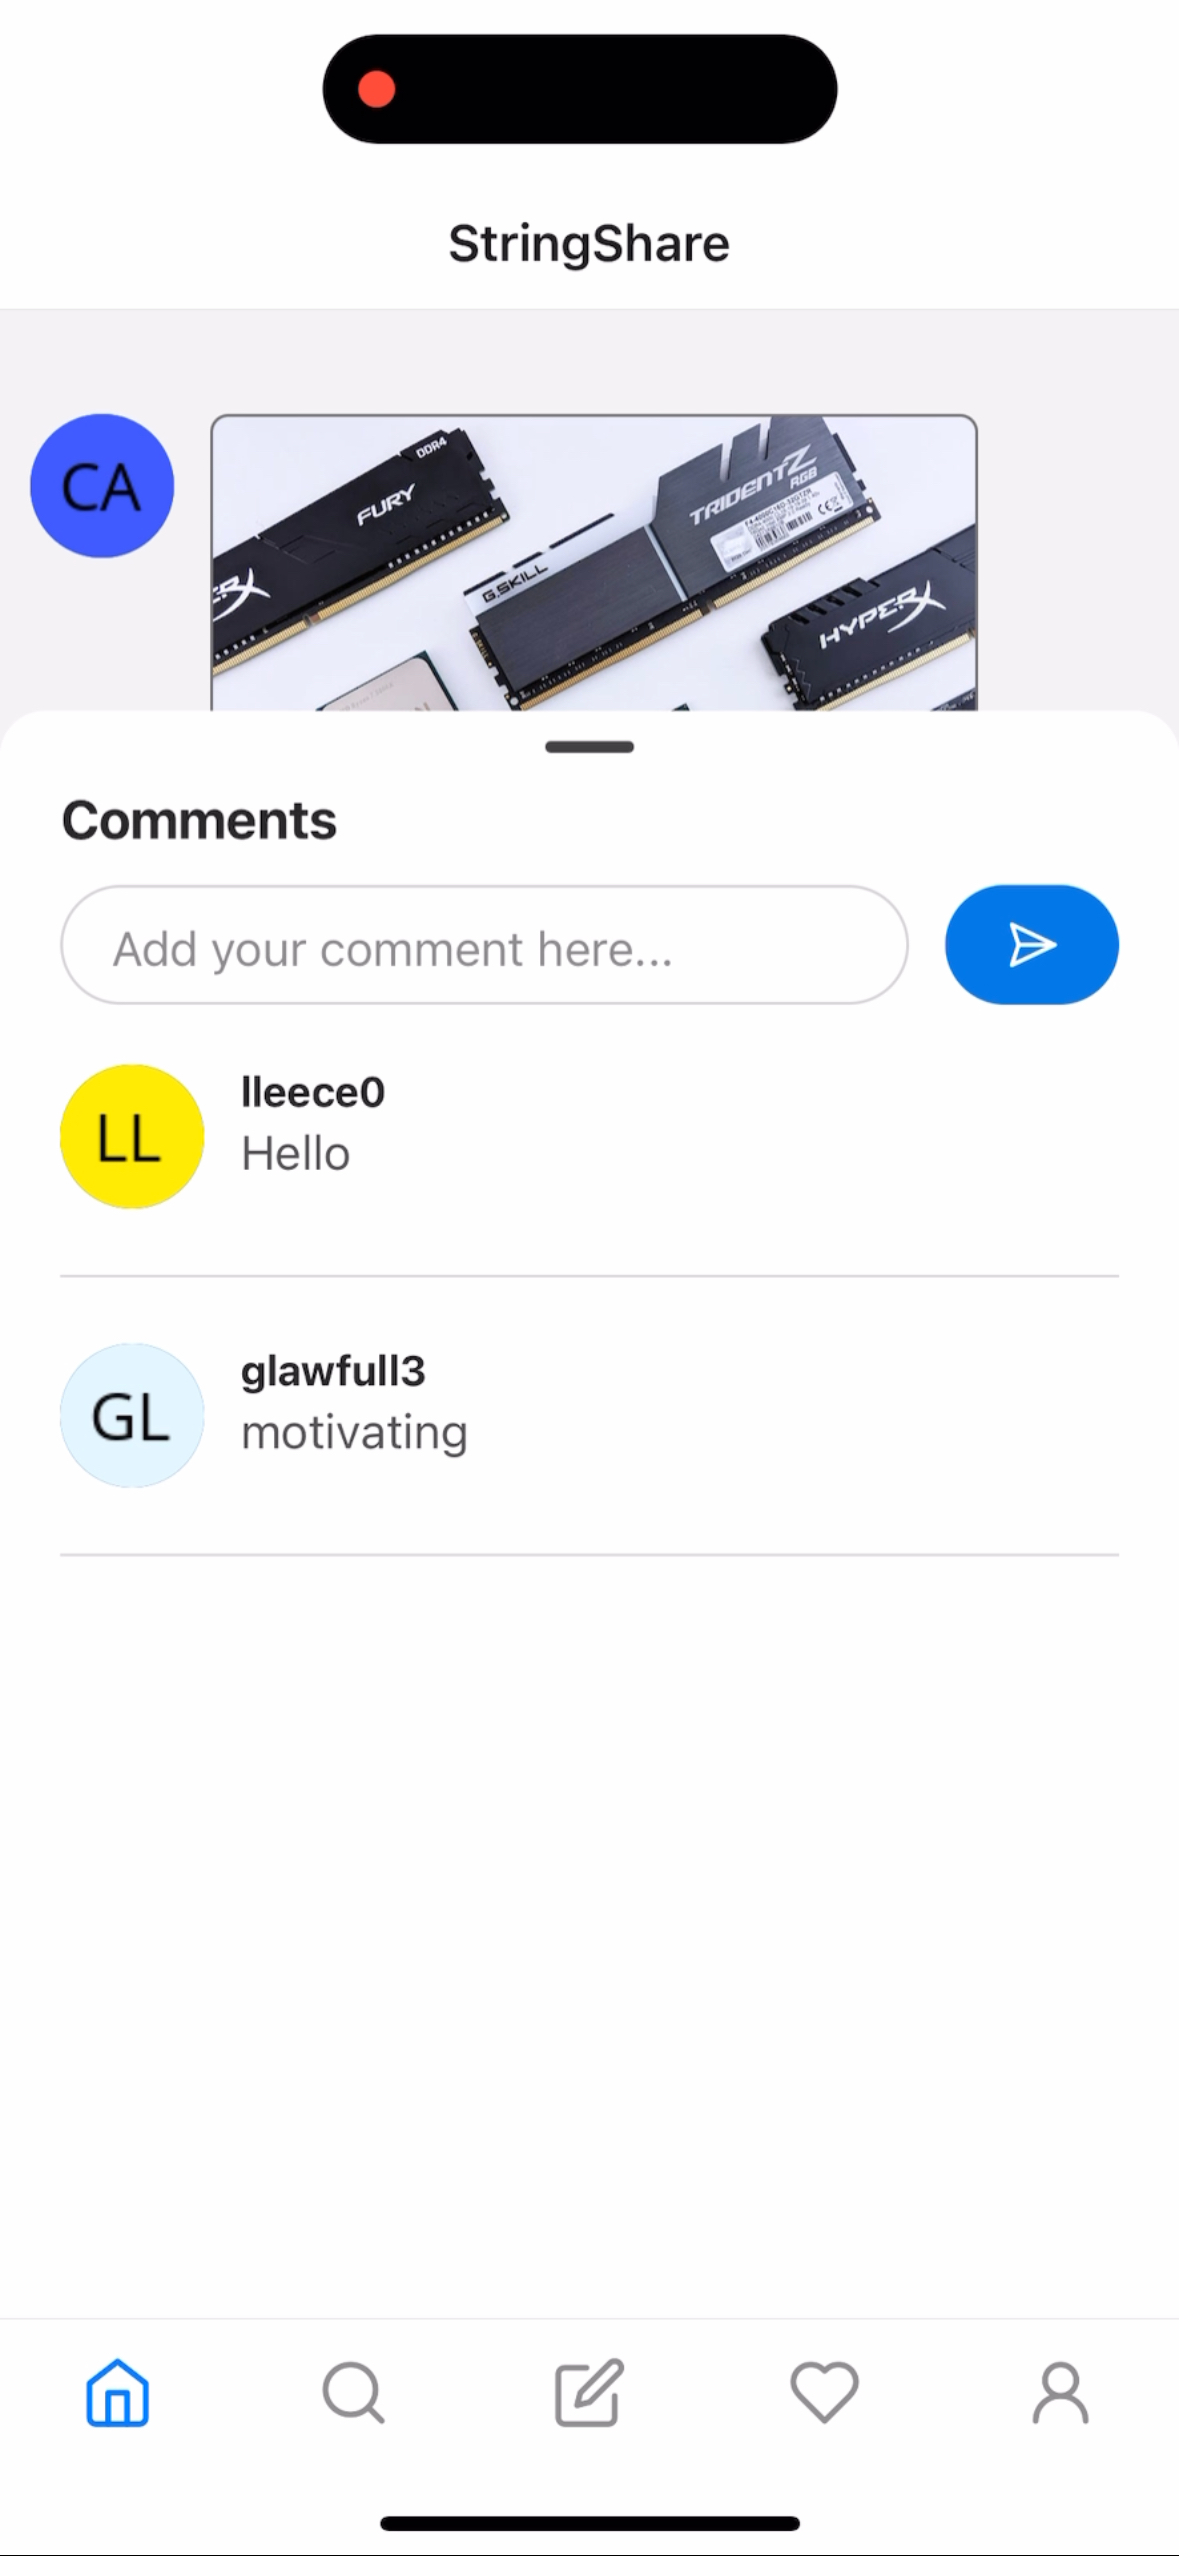 StringShare
CA
DDR4
FURY
TRIDENTZ
RGB
G.SKILL
HYPERX
Comments
Add your comment here...
LL
lleece0
Hello
GL
glawfull3
motivating